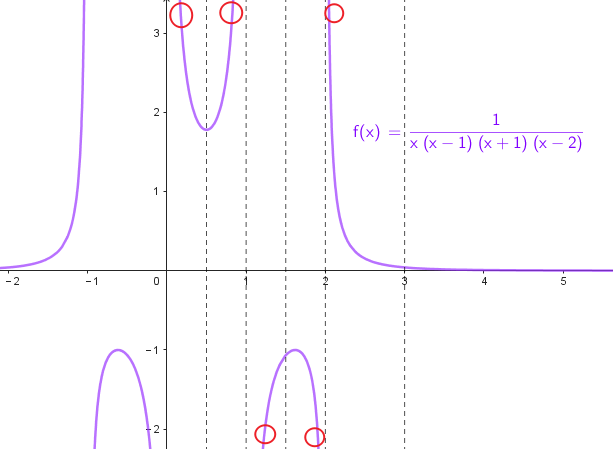 3
2
f(x) = 1 / x (x − 1) (x + 1) (x − 2)
1
−2 −1 0 1 2 3 4 5
−1
−2